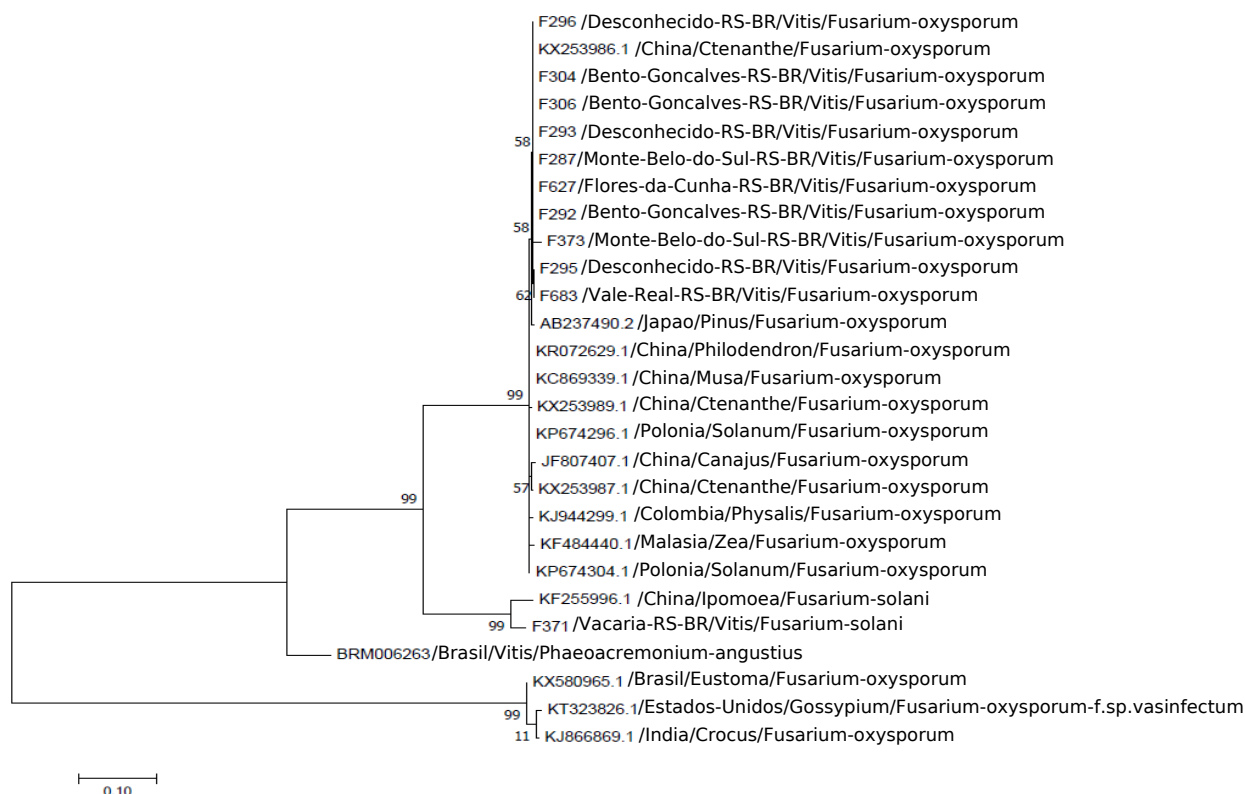 F296 /Desconhecido-RS-BR/Vitis/Fusarium-oxysporum
KX253986.1 /China/Ctenanthe/Fusarium-oxysporum
F304 /Bento-Goncalves-RS-BR/Vitis/Fusarium-oxysporum
F306 /Bento-Goncalves-RS-BR/Vitis/Fusarium-oxysporum
F293 /Desconhecido-RS-BR/Vitis/Fusarium-oxysporum
58
F287/Monte-Belo-do-Sul-RS-BR/Vitis/Fusarium-oxysporum
F627/Flores-da-Cunha-RS-BR/Vitis/Fusarium-oxysporum
F292 /Bento-Goncalves-RS-BR/Vitis/Fusarium-oxysporum
58
F373 /Monte-Belo-do-Sul-RS-BR/Vitis/Fusarium-oxysporum
F295 /Desconhecido-RS-BR/Vitis/Fusarium-oxysporum
62
F683 /Vale-Real-RS-BR/Vitis/Fusarium-oxysporum
AB237490.2 /Japao/Pinus/Fusarium-oxysporum
KR072629.1/China/Philodendron/Fusarium-oxysporum
KC869339.1 /China/Musa/Fusarium-oxysporum
99
KX253989.1 /China/Ctenanthe/Fusarium-oxysporum
KP674296.1 /Polonia/Solanum/Fusarium-oxysporum
JF807407.1 /China/Canajus/Fusarium-oxysporum
57
KX253987.1 /China/Ctenanthe/Fusarium-oxysporum
99
KJ944299.1 /Colombia/Physalis/Fusarium-oxysporum
KF484440.1 /Malasia/Zea/Fusarium-oxysporum
KP674304.1 /Polonia/Solanum/Fusarium-oxysporum
KF255996.1 /China/Ipomoea/Fusarium-solani
99
F371 /Vacaria-RS-BR/Vitis/Fusarium-solani
BRM006263/Brasil/Vitis/Phaeoacremonium-angustius
KX580965.1 /Brasil/Eustoma/Fusarium-oxysporum
99
KT323826.1/Estados-Unidos/Gossypium/Fusarium-oxysporum-f.sp.vasinfectum
11
KJ866869.1 /India/Crocus/Fusarium-oxysporum
0.10